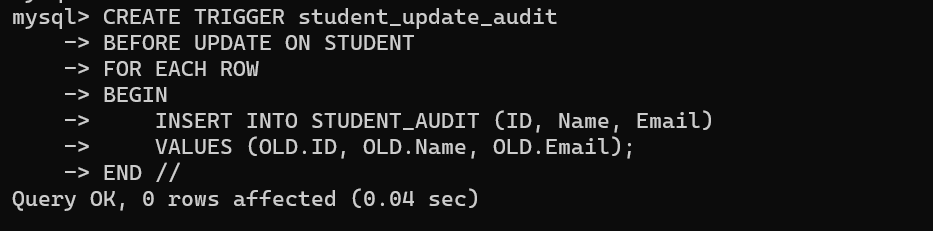 mysql> CREATE TRIGGER student_update_audit
    -> BEFORE UPDATE ON STUDENT
    -> FOR EACH ROW
    -> BEGIN
    ->     INSERT INTO STUDENT_AUDIT (ID, Name, Email)
    ->     VALUES (OLD.ID, OLD.Name, OLD.Email);
    -> END //
Query OK, 0 rows affected (0.04 sec)